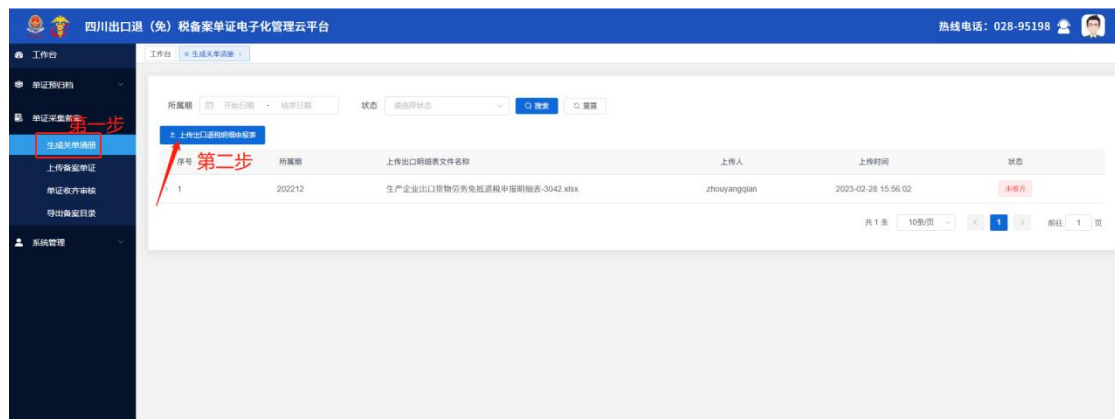 四川出口退（免）税备案单证电子化管理云平台
热线电话：028-95198
工作台
工作台 生成关单清册
单证预归档
所属期 开始日期 - 结束日期 状态 请选择状态 搜索 重置
单证采集备案
第一步
上传出口退税明细申报表
生成关单清册
第二步
序号 所属期 上传出口明细表文件名称 上传人 上传时间 状态
上传备案单证
单证收齐审核
1 202212 生产企业出口货物劳务免抵退税申报明细表-3042.xlsx zhouyangqian 2023-02-28 15:56:02 未收齐
导出备案目录
共 1 条 10条/页 1 前往 1 页
系统管理